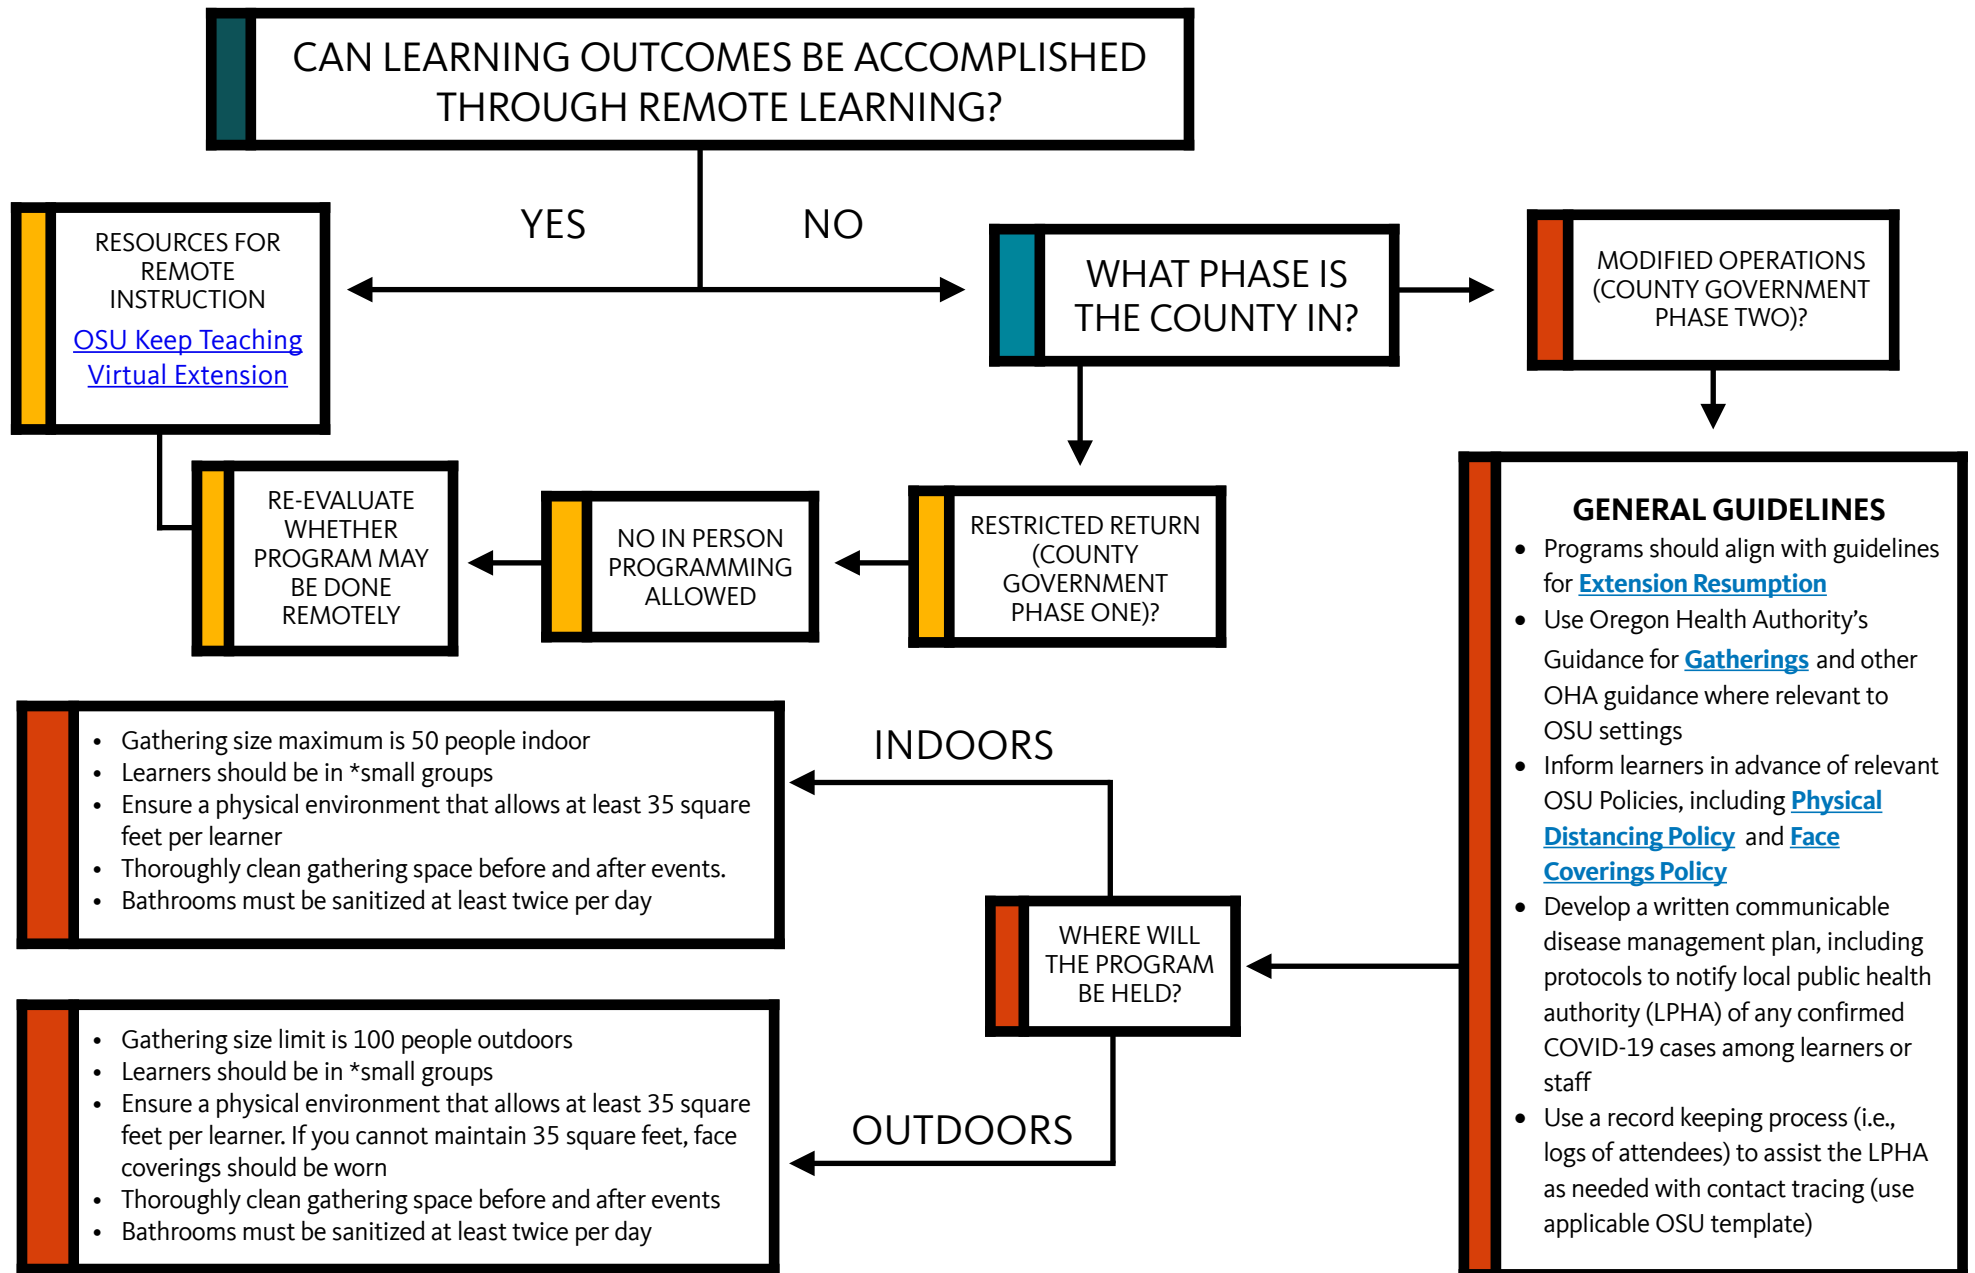 CAN LEARNING OUTCOMES BE ACCOMPLISHED
THROUGH REMOTE LEARNING?
YES
NO
RESOURCES FOR
REMOTE
INSTRUCTION
OSU Keep Teaching
Virtual Extension
WHAT PHASE IS
THE COUNTY IN?
MODIFIED OPERATIONS
(COUNTY GOVERNMENT
PHASE TWO)?
RE-EVALUATE
WHETHER
PROGRAM MAY
BE DONE
REMOTELY
NO IN PERSON
PROGRAMMING
ALLOWED
RESTRICTED RETURN
(COUNTY
GOVERNMENT
PHASE ONE)?
GENERAL GUIDELINES
• Programs should align with guidelines
for Extension Resumption
• Use Oregon Health Authority’s
Guidance for Gatherings and other
OHA guidance where relevant to
OSU settings
• Inform learners in advance of relevant
OSU Policies, including Physical
Distancing Policy and Face
Coverings Policy
• Develop a written communicable
disease management plan, including
protocols to notify local public health
authority (LPHA) of any confirmed
COVID-19 cases among learners or
staff
• Use a record keeping process (i.e.,
logs of attendees) to assist the LPHA
as needed with contact tracing (use
applicable OSU template)
WHERE WILL
THE PROGRAM
BE HELD?
INDOORS
• Gathering size maximum is 50 people indoor
• Learners should be in *small groups
• Ensure a physical environment that allows at least 35 square
feet per learner
• Thoroughly clean gathering space before and after events.
• Bathrooms must be sanitized at least twice per day
OUTDOORS
• Gathering size limit is 100 people outdoors
• Learners should be in *small groups
• Ensure a physical environment that allows at least 35 square
feet per learner. If you cannot maintain 35 square feet, face
coverings should be worn
• Thoroughly clean gathering space before and after events
• Bathrooms must be sanitized at least twice per day